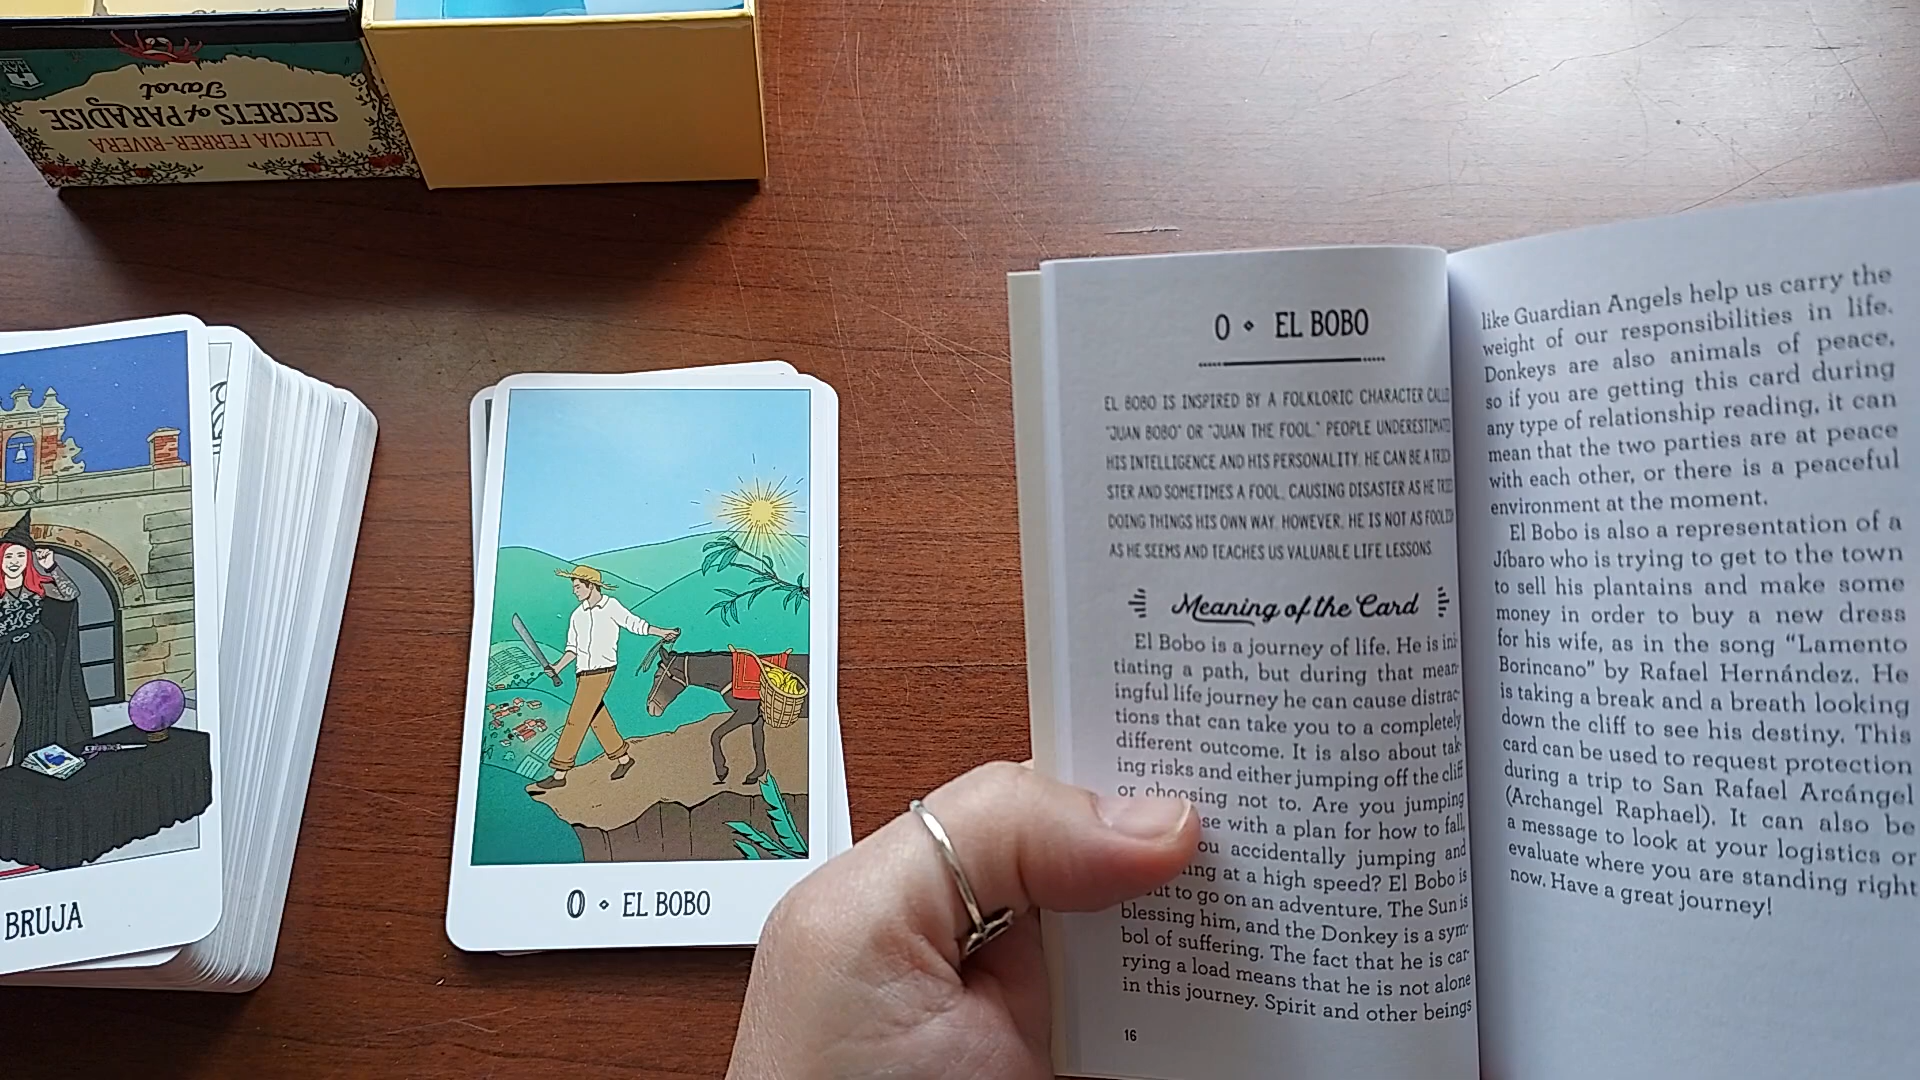 LETICIA FERRER-RIVERA
SECRETS of PARADISE
Tarot
HAY
BRUJA
0 ⋄ EL BOBO
0 ⋄ EL BOBO
EL BOBO IS INSPIRED BY A FOLKLORIC CHARACTER
"JUAN BOBO" OR "JUAN THE FOOL." PEOPLE
HIS INTELLIGENCE AND HIS PERSONALITY. HE CAN BE A
STER AND SOMETIMES A FOOL, CAUSING DISASTER AS HE
DOING THINGS HIS OWN WAY. HOWEVER, HE IS NOT AS
AS HE SEEMS AND TEACHES US VALUABLE LIFE LESSONS.
Meaning of the Card
El Bobo is a journey of life. He is ini-
tiating a path, but during that mean-
ingful life journey he can cause distrac-
tions that can take you to a completely
different outcome. It is also about tak-
ing risks and either jumping off the cliff
or choosing not to. Are you jumping
se with a plan for how to fall,
ou accidentally jumping and
ing at a high speed? El Bobo is
ut to go on an adventure. The Sun is
blessing him, and the Donkey is a sym-
bol of suffering. The fact that he is car-
rying a load means that he is not alone
in this journey. Spirit and other beings
16
like Guardian Angels help us carry the
weight of our responsibilities in life.
Donkeys are also animals of peace,
so if you are getting this card during
any type of relationship reading, it can
mean that the two parties are at peace
with each other, or there is a peaceful
environment at the moment.
El Bobo is also a representation of a
Jíbaro who is trying to get to the town
to sell his plantains and make some
money in order to buy a new dress
for his wife, as in the song "Lamento
Borincano" by Rafael Hernández. He
is taking a break and a breath looking
down the cliff to see his destiny. This
card can be used to request protection
during a trip to San Rafael Arcángel
(Archangel Raphael). It can also be
a message to look at your logistics or
evaluate where you are standing right
now. Have a great journey!